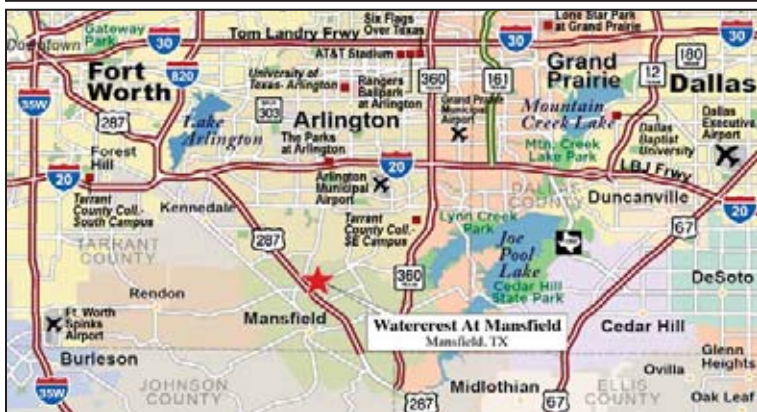 Gateway
Park
Downtown
30
Tom Landry Frwy
Six Flags
Over Texas
30
Lone Star Park
at Grand Prairie
30
Fort
Worth
820
AT&T Stadium
University of
Texas- Arlington
Rangers
Ballpark
at Arlington
360
TEXAS
161
TEXAS
Grand
Prairie
12
180
TEXAS
Dallas
35W
287
Lake
Arlington
303
Arlington
The Parks
at Arlington
Grand Prairie
Municipal
Airport
Mountain
Creek Lake
Mtn. Creek
Lake Park
Dallas
Baptist
University
Dallas
Executive
Airport
Forest
Hill
20
20
LBJ Frwy
20
Tarrant
County Coll.-
South Campus
Kennedale
Arlington
Municipal
Airport
Tarrant
County Coll.-
SE Campus
DALLAS
COUNTY
Duncanville
67
TARRANT
COUNTY
287
Lynn Creek
Park
Joe
Pool
Lake
Cedar Hill
State Park
360
TEXAS
DeSoto
Rendon
Ft. Worth
Spinks
Airport
Mansfield
Watercrest At Mansfield
Mansfield, TX
Cedar Hill
Burleson
Glenn
Heights
35W
JOHNSON
COUNTY
287
Midlothian
67
ELLIS
COUNTY
Ovilla
Oak Leaf